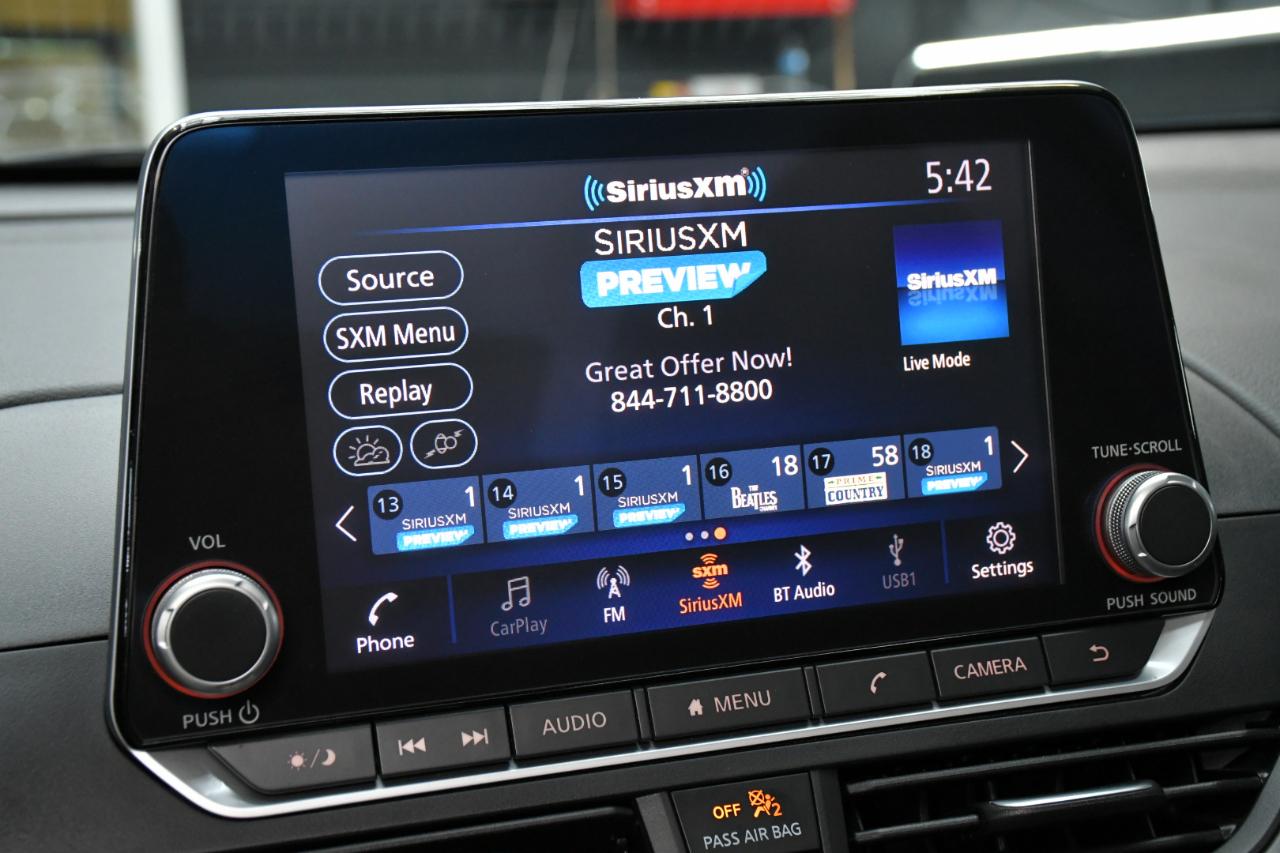 SiriusXM
5:42
SIRIUSXM
PREVIEW
Ch. 1
Great Offer Now!
844-711-8800
Source
SXM Menu
Replay
SiriusXM
Live Mode
13 1
SIRIUSXM
PREVIEW
14 1
SIRIUSXM
PREVIEW
15 1
SIRIUSXM
PREVIEW
16 18
THE
BEATLES
CHANNEL
17 58
PRIME
COUNTRY
18 1
SIRIUSXM
PREVIEW
Phone
CarPlay
FM
sxm
SiriusXM
BT Audio
USB1
Settings
VOL
PUSH
TUNE·SCROLL
PUSH SOUND
AUDIO
MENU
CAMERA
OFF 2
PASS AIR BAG